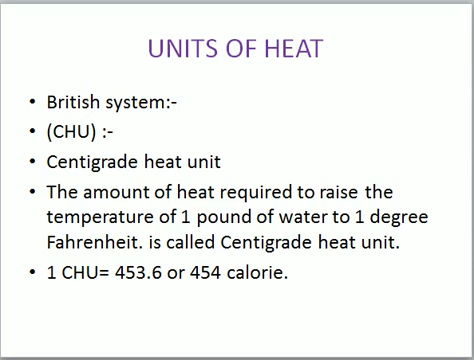 UNITS OF HEAT
• British system:-
• (CHU) :-
• Centigrade heat unit
• The amount of heat required to raise the
temperature of 1 pound of water to 1 degree
Fahrenheit. is called Centigrade heat unit.
• 1 CHU= 453.6 or 454 calorie.